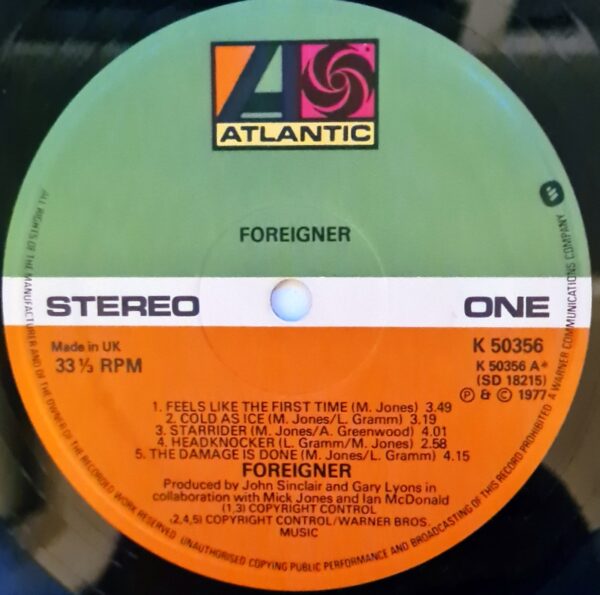 ATLANTIC
FOREIGNER
STEREO
ONE
Made in UK
33 ⅓ RPM
K 50356
K 50356 A*
(SD 18215)
Ⓟ & © 1977
1. FEELS LIKE THE FIRST TIME (M. Jones) 3.49
2. COLD AS ICE (M. Jones/L. Gramm) 3.19
3. STARRIDER (M. Jones/A. Greenwood) 4.01
4. HEADKNOCKER (L. Gramm/M. Jones) 2.58
5. THE DAMAGE IS DONE (M. Jones/L. Gramm) 4.15
FOREIGNER
Produced by John Sinclair and Gary Lyons in
collaboration with Mick Jones and Ian McDonald
(1,3) COPYRIGHT CONTROL
,2,4,5) COPYRIGHT CONTROL/WARNER BROS.
MUSIC
ALL RIGHTS OF THE MANUFACTURER AND OF THE OWNER OF THE RECORDED WORK RESERVED. UNAUTHORISED COPYING PUBLIC PERFORMANCE AND BROADCASTING OF THIS RECORD PROHIBITED. A WARNER COMMUNICATIONS COMPANY